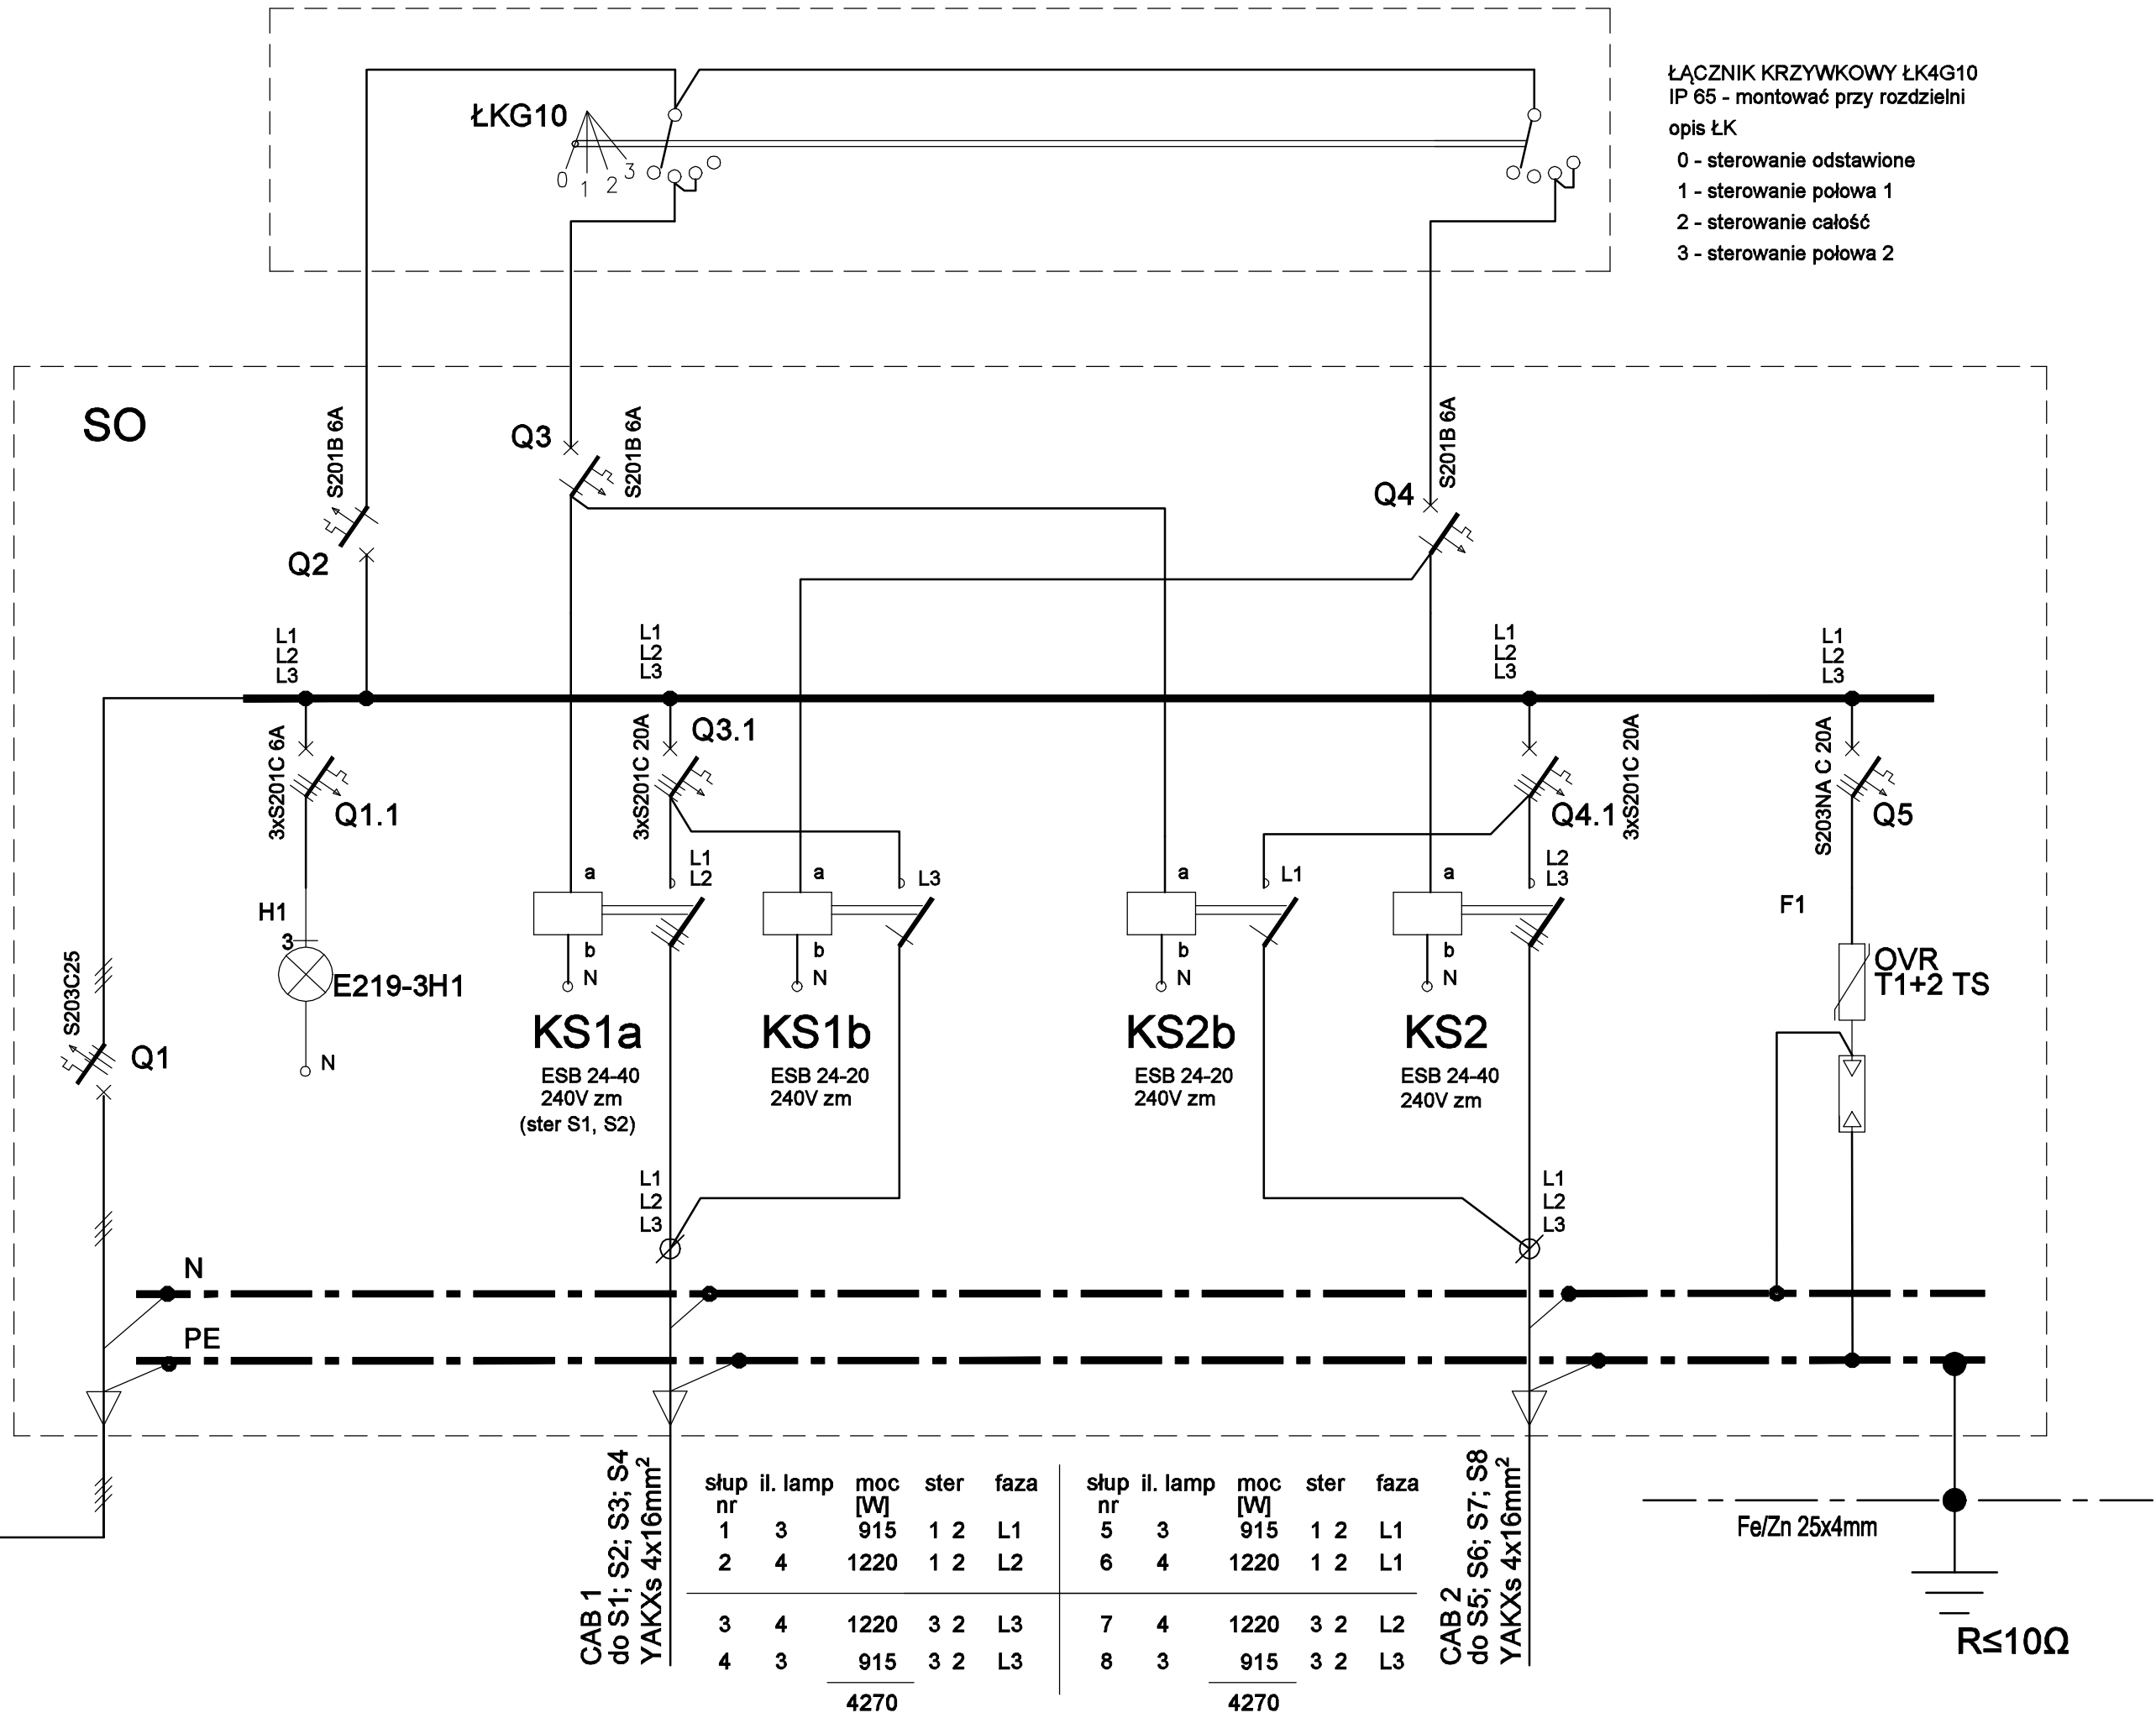 ŁĄCZNIK KRZYWKOWY ŁK4G10
IP 65 - montować przy rozdzielni
opis ŁK
0 - sterowanie odstawione
1 - sterowanie połowa 1
2 - sterowanie całość
3 - sterowanie połowa 2
ŁKG10
0
1
2
3
SO
S201B 6A
Q2
Q3
S201B 6A
Q4
S201B 6A
L1
L2
L3
L1
L2
L3
L1
L2
L3
L1
L2
L3
3xS201C 6A
Q1.1
3xS201C 20A
Q3.1
Q4.1
3xS201C 20A
S203NA C 20A
Q5
H1
3
E219-3H1
N
S203C25
Q1
a
b
N
L1
L2
KS1a
ESB 24-40
240V zm
(ster S1, S2)
a
b
N
L3
KS1b
ESB 24-20
240V zm
a
b
N
L1
KS2b
ESB 24-20
240V zm
a
b
N
L2
L3
KS2
ESB 24-40
240V zm
F1
OVR
T1+2 TS
L1
L2
L3
L1
L2
L3
N
PE
CAB 1
do S1; S2; S3; S4
YAKXs 4x16mm²
słup il. lamp moc ster faza
nr [W]
1 3 915 1 2 L1
2 4 1220 1 2 L2
3 4 1220 3 2 L3
4 3 915 3 2 L3
4270
słup il. lamp moc ster faza
nr [W]
5 3 915 1 2 L1
6 4 1220 1 2 L1
7 4 1220 3 2 L2
8 3 915 3 2 L3
4270
CAB 2
do S5; S6; S7; S8
YAKXs 4x16mm²
Fe/Zn 25x4mm
R≤10Ω